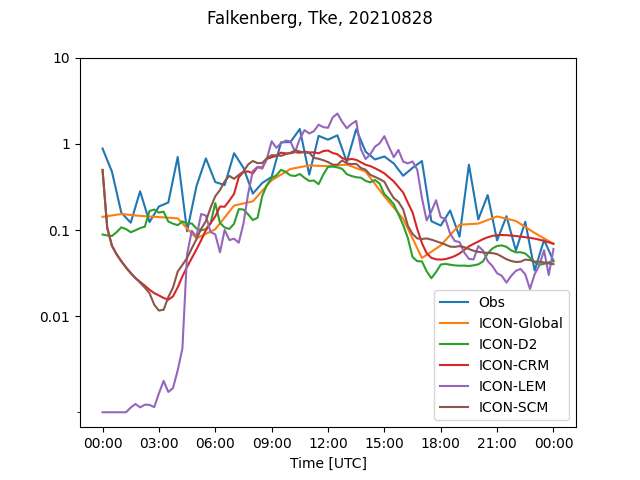 Falkenberg, Tke, 20210828
10
1
0.1
0.01
Obs
ICON-Global
ICON-D2
ICON-CRM
ICON-LEM
ICON-SCM
00:00 03:00 06:00 09:00 12:00 15:00 18:00 21:00 00:00
Time [UTC]